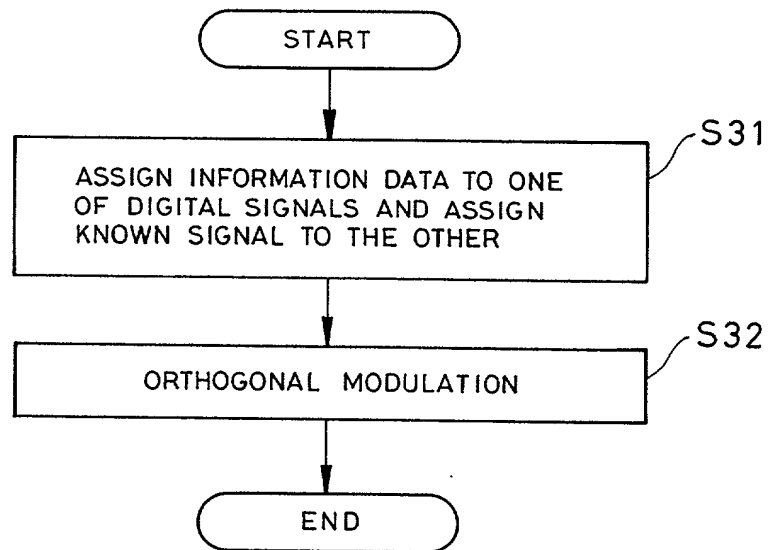 START
S31
ASSIGN INFORMATION DATA TO ONE
OF DIGITAL SIGNALS AND ASSIGN
KNOWN SIGNAL TO THE OTHER
S32
ORTHOGONAL MODULATION
END